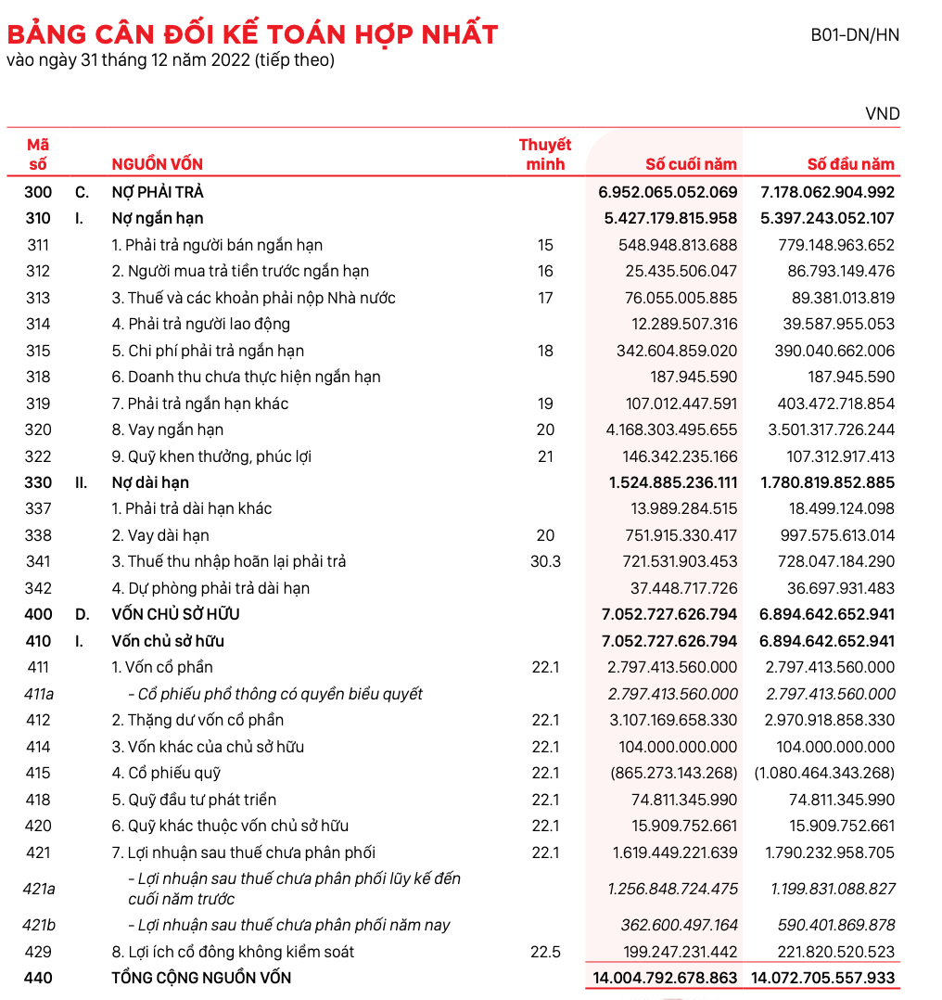 BẢNG CÂN ĐỐI KẾ TOÁN HỢP NHẤT B01-DN/HN
vào ngày 31 tháng 12 năm 2022 (tiếp theo)
VND
Mã số NGUỒN VỐN Thuyết minh Số cuối năm Số đầu năm
300 C. NỢ PHẢI TRẢ 6.952.065.052.069 7.178.062.904.992
310 I. Nợ ngắn hạn 5.427.179.815.958 5.397.243.052.107
311 1. Phải trả người bán ngắn hạn 15 548.948.813.688 779.148.963.652
312 2. Người mua trả tiền trước ngắn hạn 16 25.435.506.047 86.793.149.476
313 3. Thuế và các khoản phải nộp Nhà nước 17 76.055.005.885 89.381.013.819
314 4. Phải trả người lao động 12.289.507.316 39.587.955.053
315 5. Chi phí phải trả ngắn hạn 18 342.604.859.020 390.040.662.006
318 6. Doanh thu chưa thực hiện ngắn hạn 187.945.590 187.945.590
319 7. Phải trả ngắn hạn khác 19 107.012.447.591 403.472.718.854
320 8. Vay ngắn hạn 20 4.168.303.495.655 3.501.317.726.244
322 9. Quỹ khen thưởng, phúc lợi 21 146.342.235.166 107.312.917.413
330 II. Nợ dài hạn 1.524.885.236.111 1.780.819.852.885
337 1. Phải trả dài hạn khác 13.989.284.515 18.499.124.098
338 2. Vay dài hạn 20 751.915.330.417 997.575.613.014
341 3. Thuế thu nhập hoãn lại phải trả 30.3 721.531.903.453 728.047.184.290
342 4. Dự phòng phải trả dài hạn 37.448.717.726 36.697.931.483
400 D. VỐN CHỦ SỞ HỮU 7.052.727.626.794 6.894.642.652.941
410 I. Vốn chủ sở hữu 7.052.727.626.794 6.894.642.652.941
411 1. Vốn cổ phần 22.1 2.797.413.560.000 2.797.413.560.000
411a - Cổ phiếu phổ thông có quyền biểu quyết 2.797.413.560.000 2.797.413.560.000
412 2. Thặng dư vốn cổ phần 22.1 3.107.169.658.330 2.970.918.858.330
414 3. Vốn khác của chủ sở hữu 22.1 104.000.000.000 104.000.000.000
415 4. Cổ phiếu quỹ 22.1 (865.273.143.268) (1.080.464.343.268)
418 5. Quỹ đầu tư phát triển 22.1 74.811.345.990 74.811.345.990
420 6. Quỹ khác thuộc vốn chủ sở hữu 22.1 15.909.752.661 15.909.752.661
421 7. Lợi nhuận sau thuế chưa phân phối 22.1 1.619.449.221.639 1.790.232.958.705
421a - Lợi nhuận sau thuế chưa phân phối lũy kế đến cuối năm trước 1.256.848.724.475 1.199.831.088.827
421b - Lợi nhuận sau thuế chưa phân phối năm nay 362.600.497.164 590.401.869.878
429 8. Lợi ích cổ đông không kiểm soát 22.5 199.247.231.442 221.820.520.523
440 TỔNG CỘNG NGUỒN VỐN 14.004.792.678.863 14.072.705.557.933